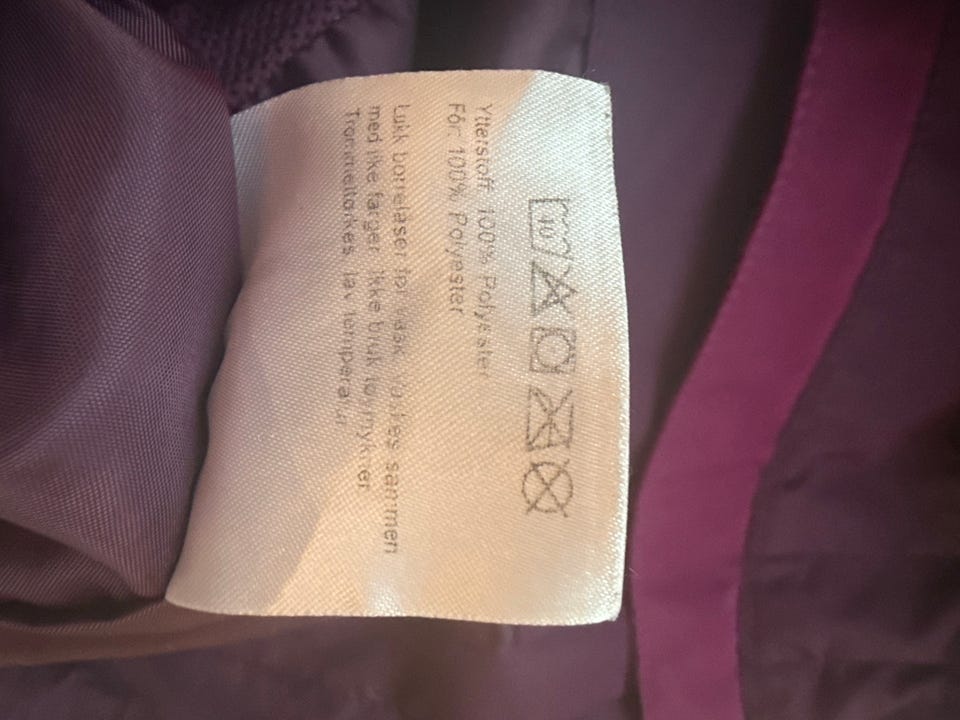 40
Ytterstoff: 100% Polyester
Fôr: 100% Polyester
Lukk borrelåser før vask. Vaskes sammen
med like farger. Ikke bruk tøymykner.
Trommeltørkes lav temperatur.